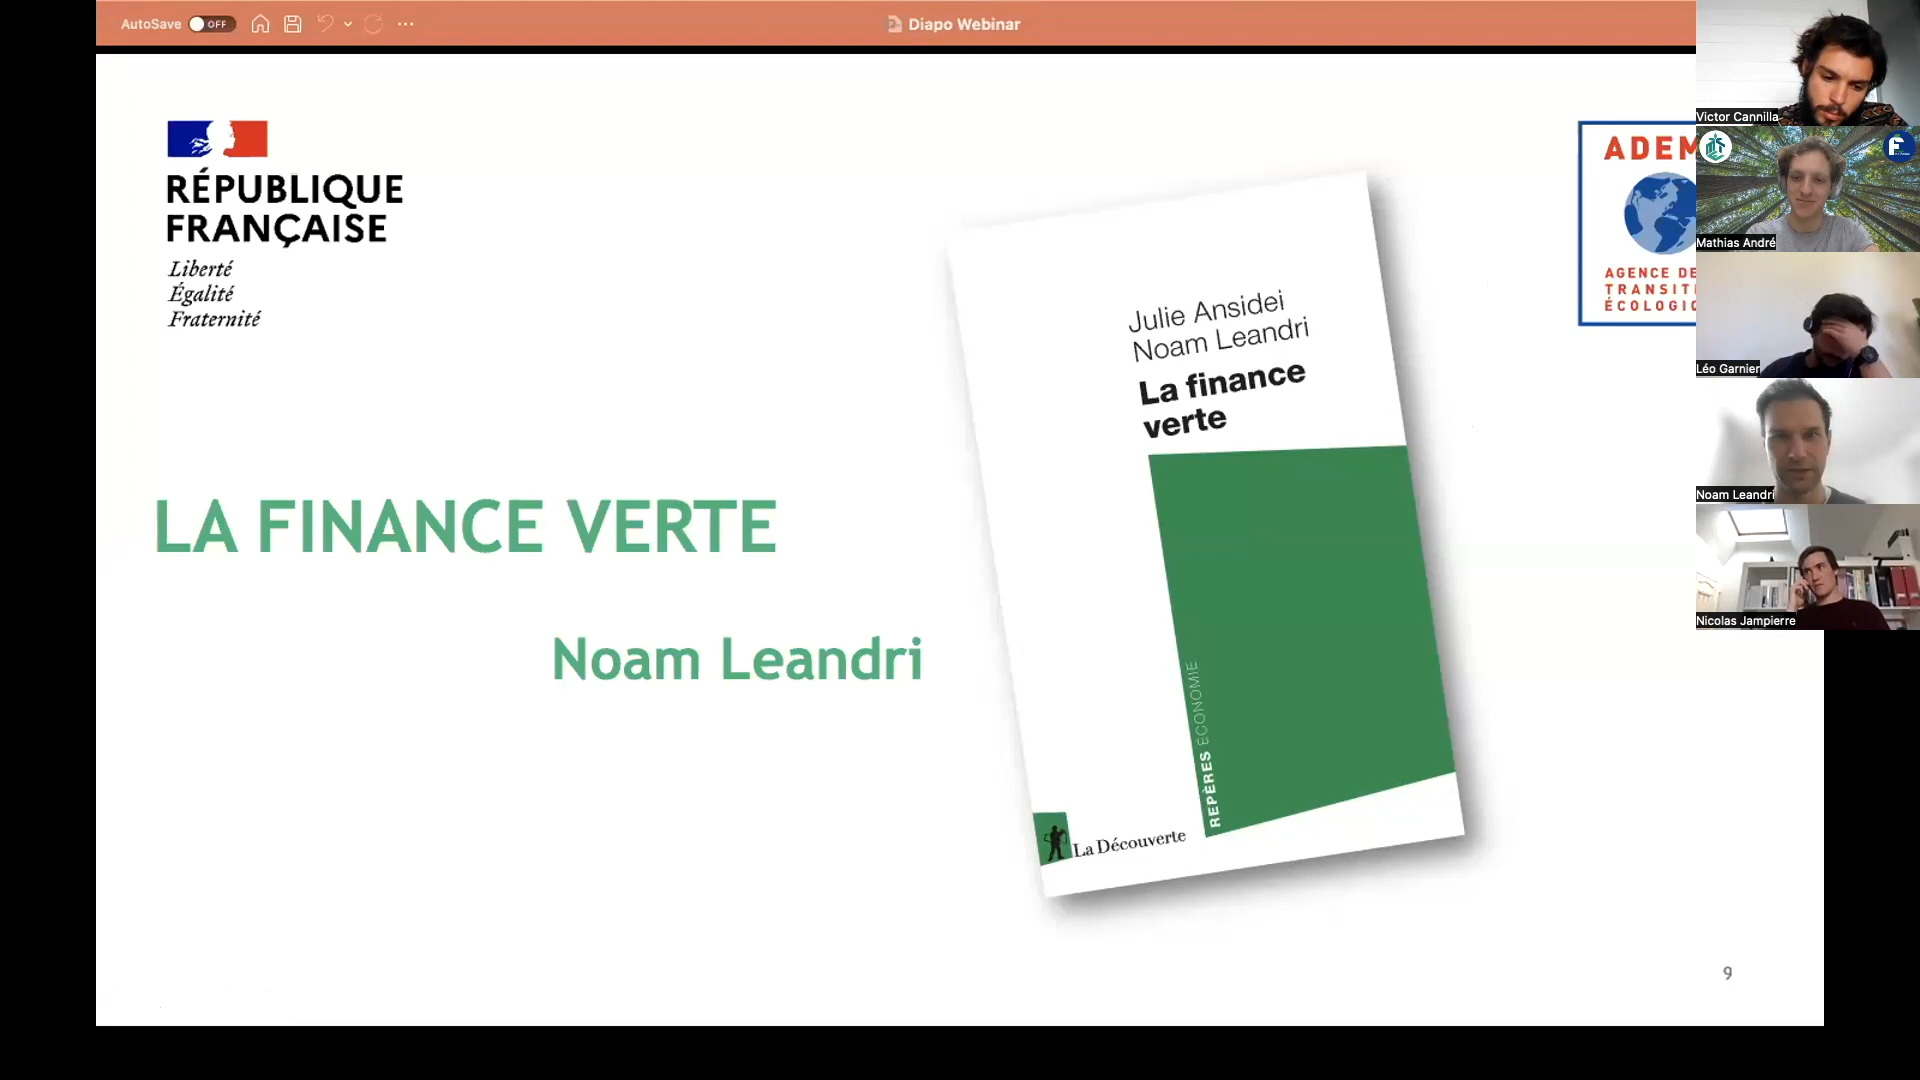 AutoSave OFF
Diapo Webinar
RÉPUBLIQUE
FRANÇAISE
Liberté
Égalité
Fraternité
LA FINANCE VERTE
Noam Leandri
Julie Ansidei
Noam Leandri
La finance
verte
REPÈRES ÉCONOMIE
La Découverte
ADEM
AGENCE DE
TRANSITI
ÉCOLOGIQ
9
Victor Cannilla
Mathias André
Léo Garnier
Noam Leandri
Nicolas Jampierre